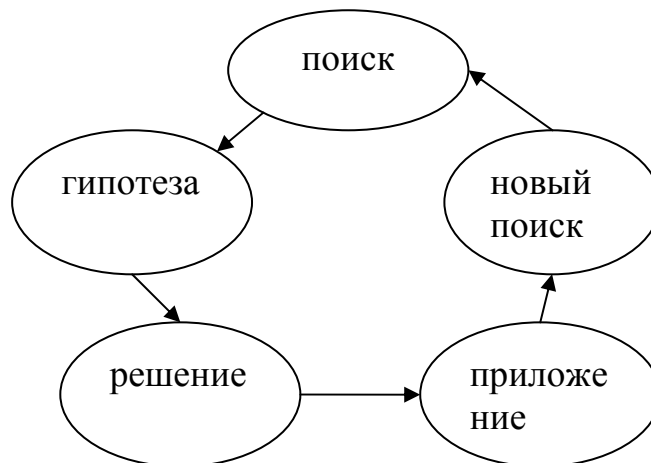 поиск
гипотеза
новый
поиск
решение
приложе
ние